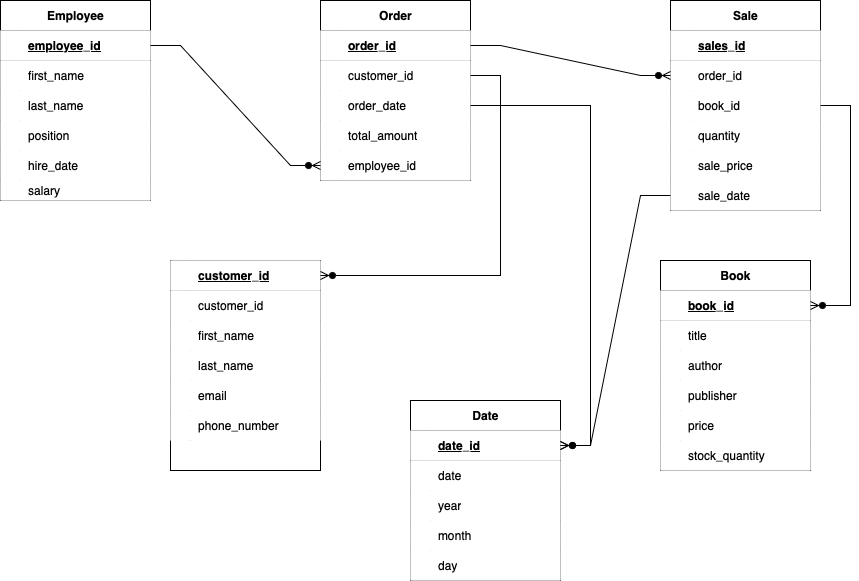 Employee
employee_id
first_name
last_name
position
hire_date
salary
Order
order_id
customer_id
order_date
total_amount
employee_id
Sale
sales_id
order_id
book_id
quantity
sale_price
sale_date
customer_id
customer_id
first_name
last_name
email
phone_number
Date
date_id
date
year
month
day
Book
book_id
title
author
publisher
price
stock_quantity